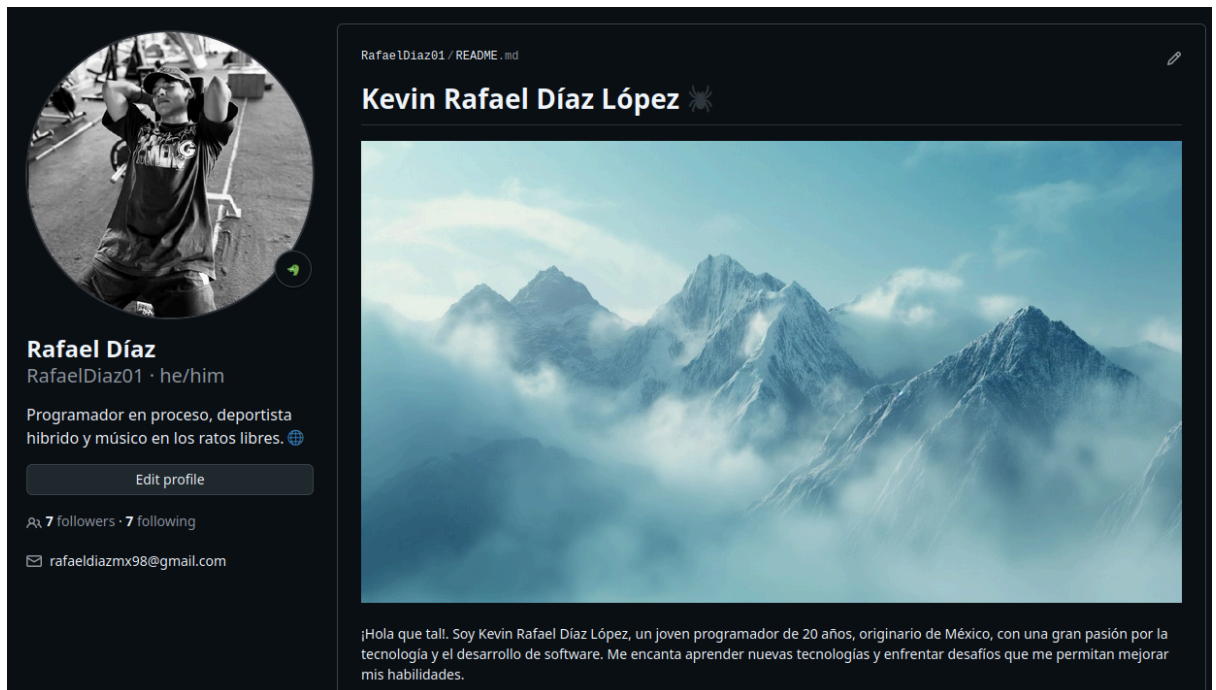 Rafael Díaz
RafaelDiaz01 · he/him
Programador en proceso, deportista
hibrido y músico en los ratos libres.
Edit profile
7 followers · 7 following
rafaeldiazmx98@gmail.com
RafaelDiaz01/README.md
Kevin Rafael Díaz López
¡Hola que tal!. Soy Kevin Rafael Díaz López, un joven programador de 20 años, originario de México, con una gran pasión por la
tecnología y el desarrollo de software. Me encanta aprender nuevas tecnologías y enfrentar desafíos que me permitan mejorar
mis habilidades.